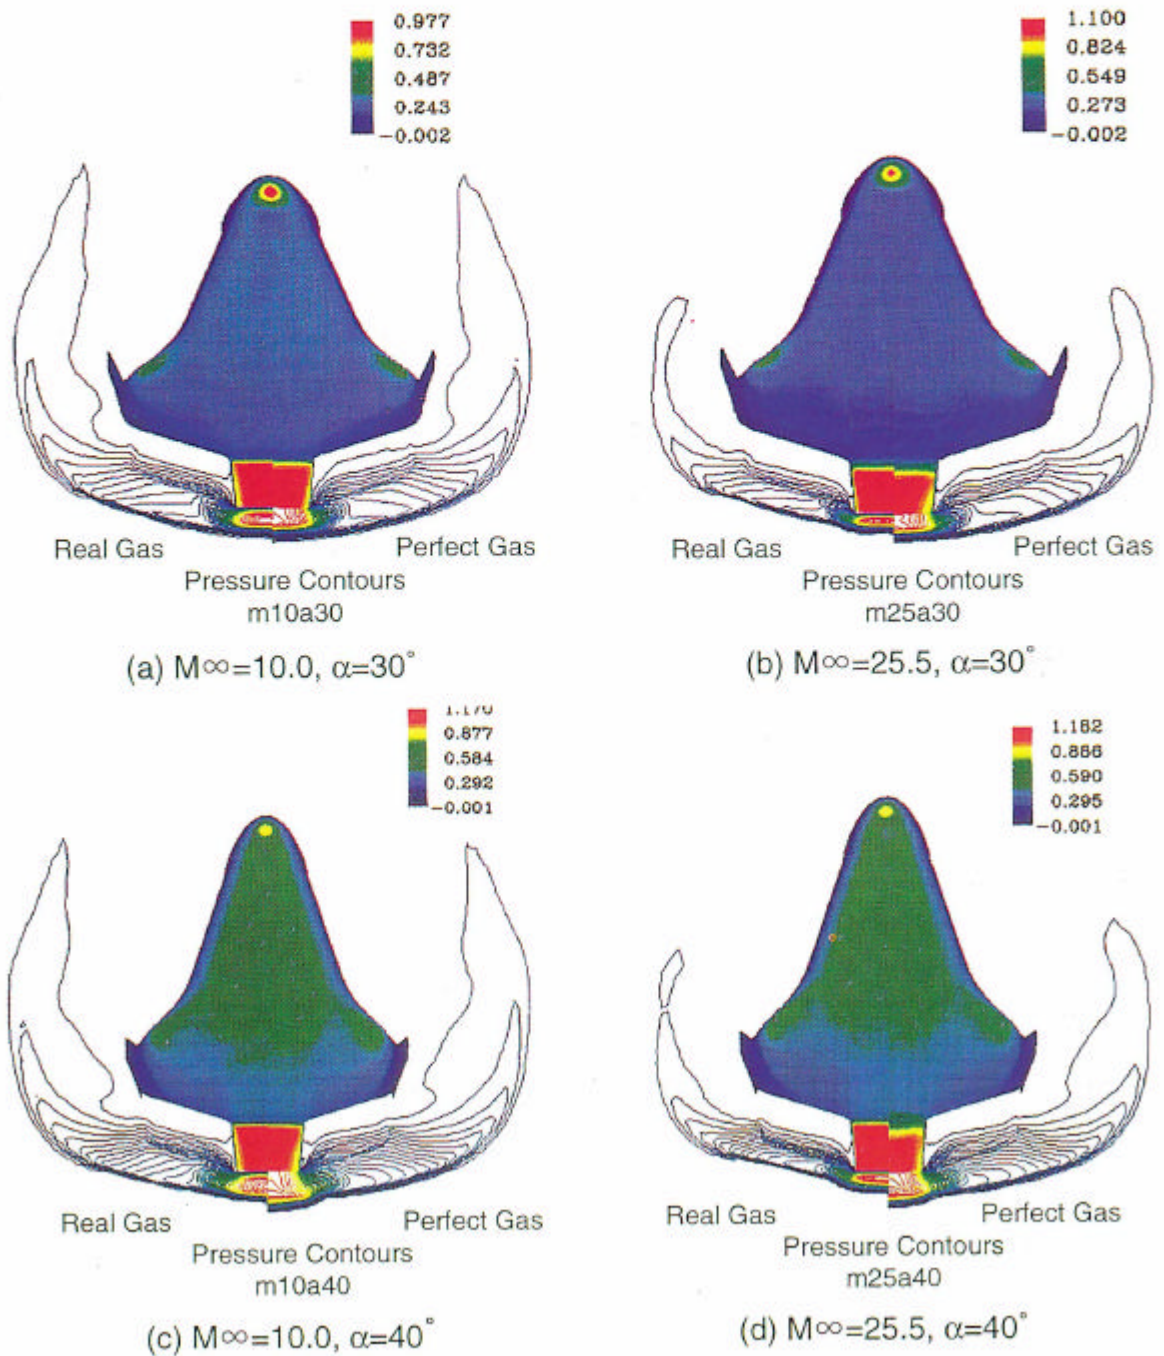 0.977
0.732
0.487
0.243
-0.002
Real Gas
Perfect Gas
Pressure Contours
m10a30
(a) M∞=10.0, α=30°
1.100
0.824
0.549
0.273
-0.002
Real Gas
Perfect Gas
Pressure Contours
m25a30
(b) M∞=25.5, α=30°
1.170
0.877
0.584
0.292
-0.001
Real Gas
Perfect Gas
Pressure Contours
m10a40
(c) M∞=10.0, α=40°
1.182
0.886
0.590
0.295
-0.001
Real Gas
Perfect Gas
Pressure Contours
m25a40
(d) M∞=25.5, α=40°